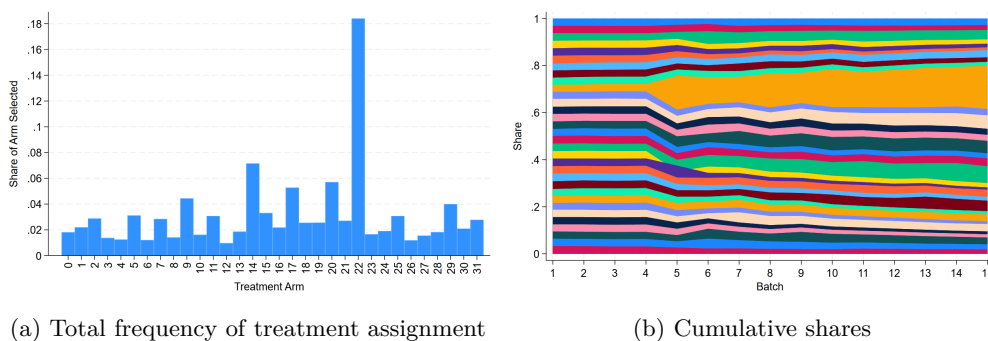 .18
.16
.14
.12
.1
.08
.06
.04
.02
0
Share of Arm Selected
0 1 2 3 4 5 6 7 8 9 10 11 12 13 14 15 16 17 18 19 20 21 22 23 24 25 26 27 28 29 30 31
Treatment Arm
(a) Total frequency of treatment assignment
1
.8
.6
.4
.2
0
Share
1 2 3 4 5 6 7 8 9 10 11 12 13 14 1
Batch
(b) Cumulative shares